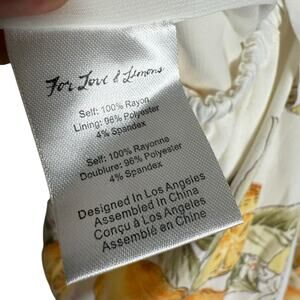 For Love & Lemons
Self: 100% Rayon
Lining: 96% Polyester
4% Spandex
Self: 100% Rayonne
Doublure: 96% Polyester
4% Spandex
Designed in Los Angeles
Assembled in China
Conçu à Los Angeles
Assemblé en China